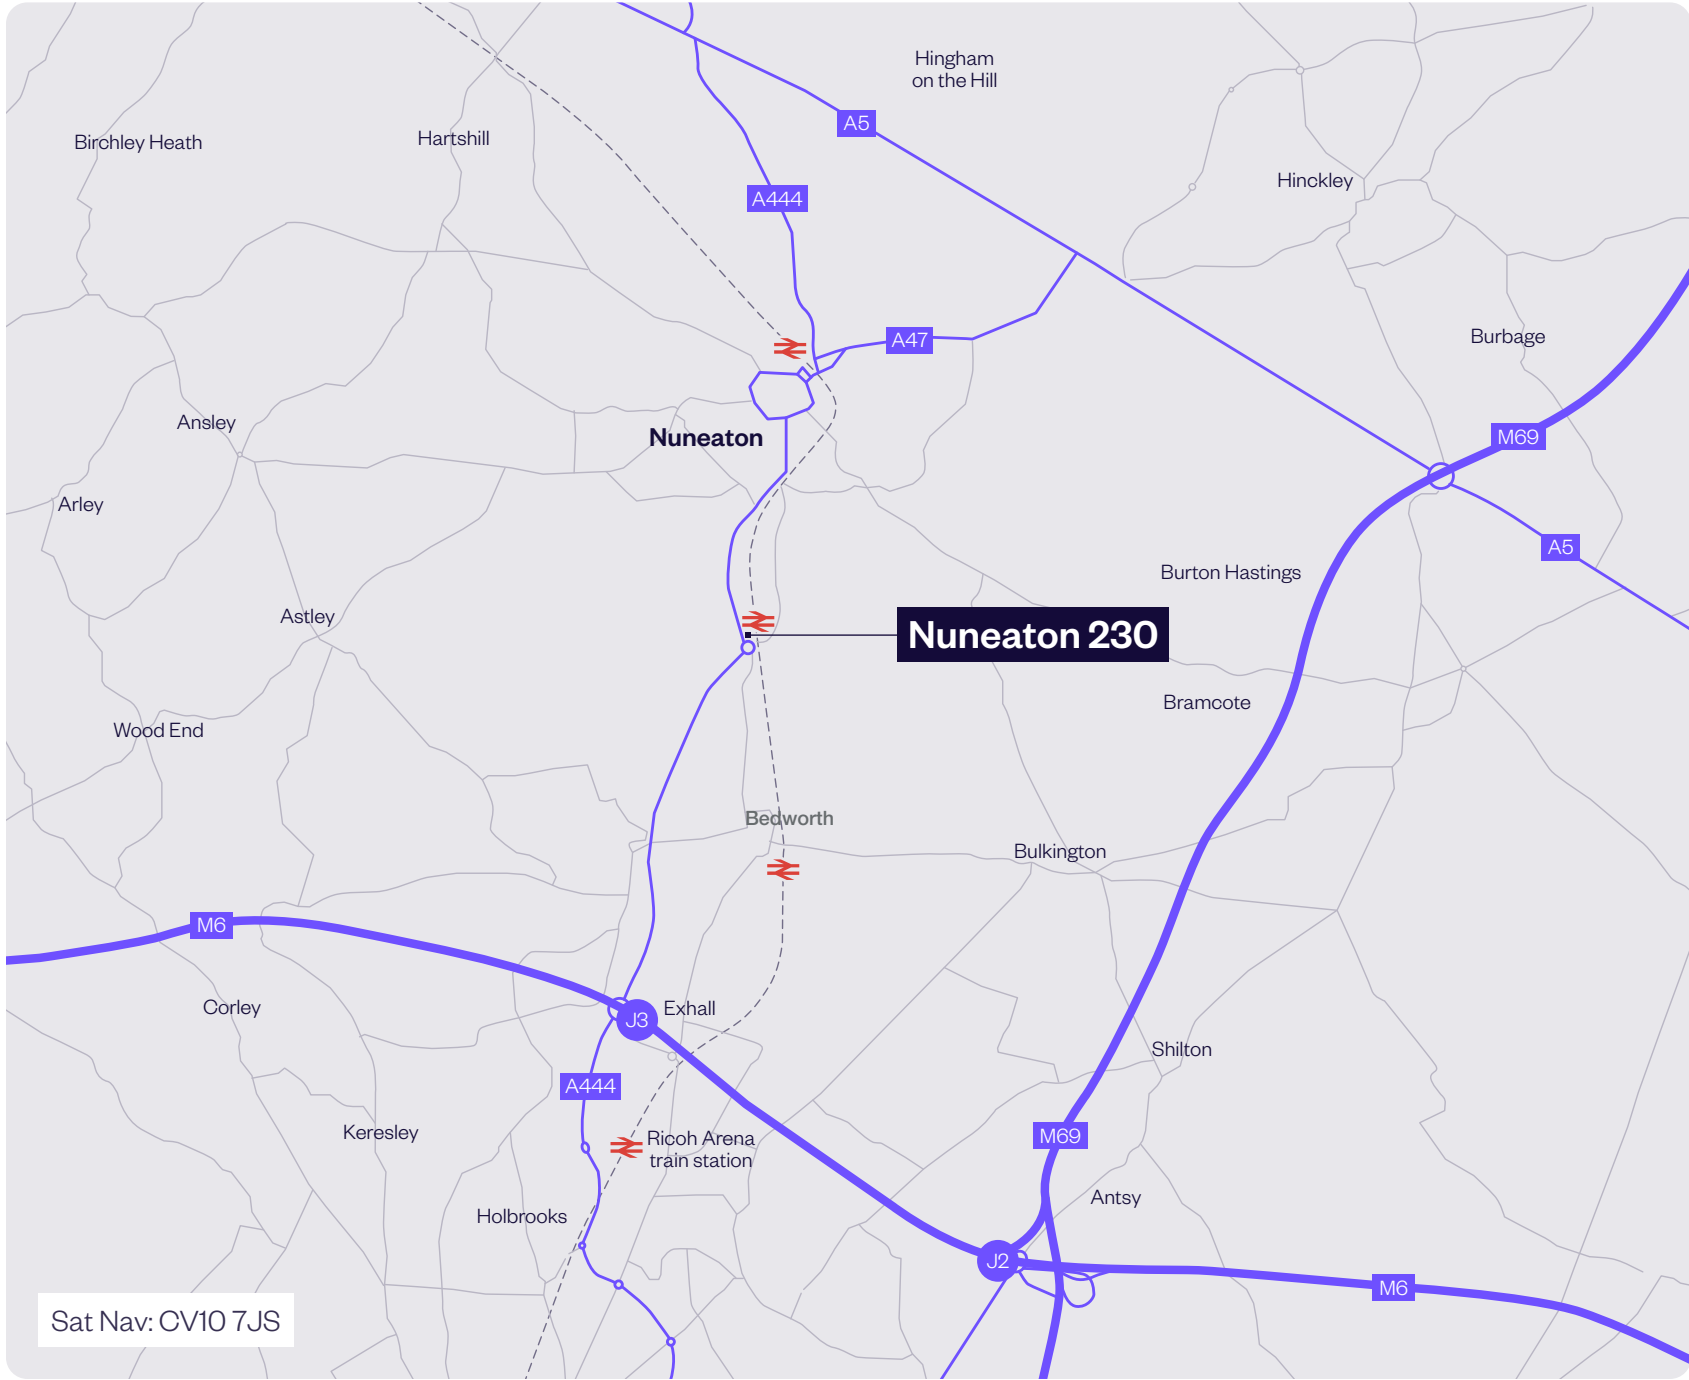 Hingham
on the Hill
A5
Birchley Heath
Hartshill
Hinckley
A444
A47
Burbage
Ansley
Nuneaton
M69
Arley
A5
Burton Hastings
Astley
Nuneaton 230
Bramcote
Wood End
Bedworth
Bulkington
M6
Corley
Exhall
J3
Shilton
A444
Keresley
Ricoh Arena
train station
M69
Antsy
Holbrooks
J2
M6
Sat Nav: CV10 7JS